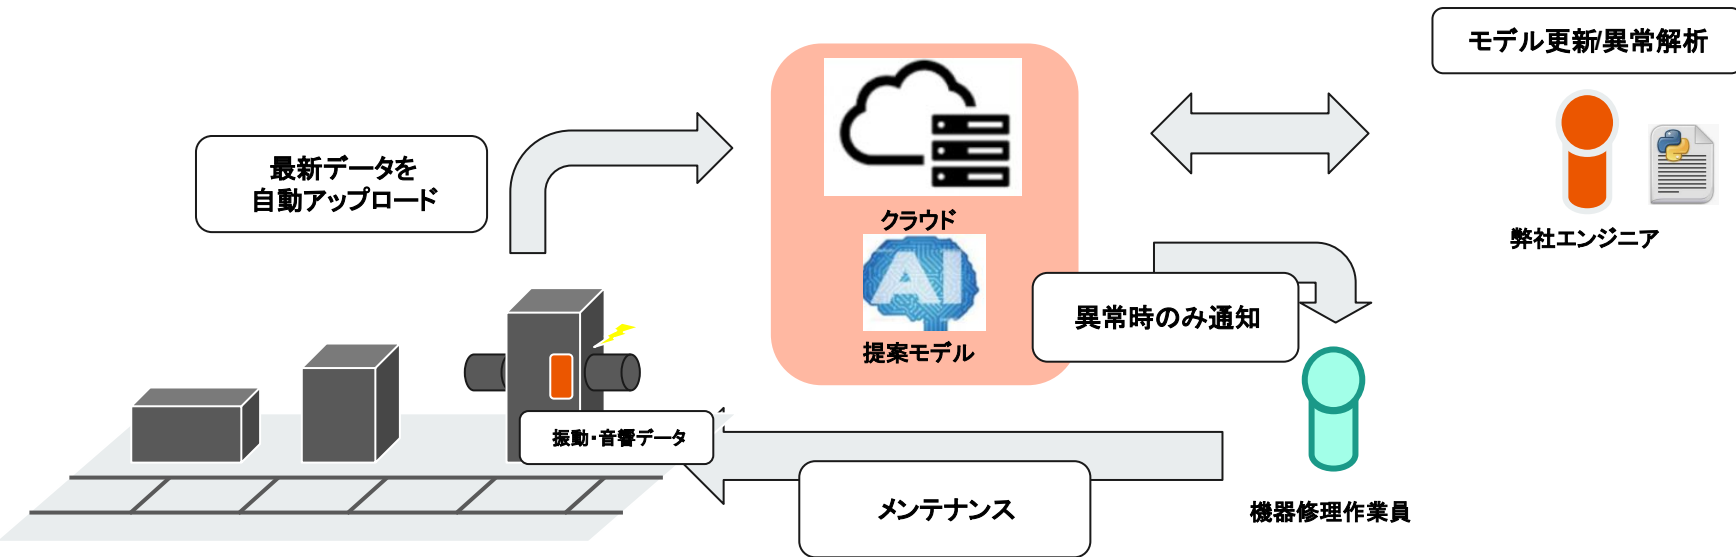 モデル更新/異常解析
最新データを
自動アップロード
クラウド
弊社エンジニア
AI
異常時のみ通知
提案モデル
振動・音響データ
メンテナンス
機器修理作業員